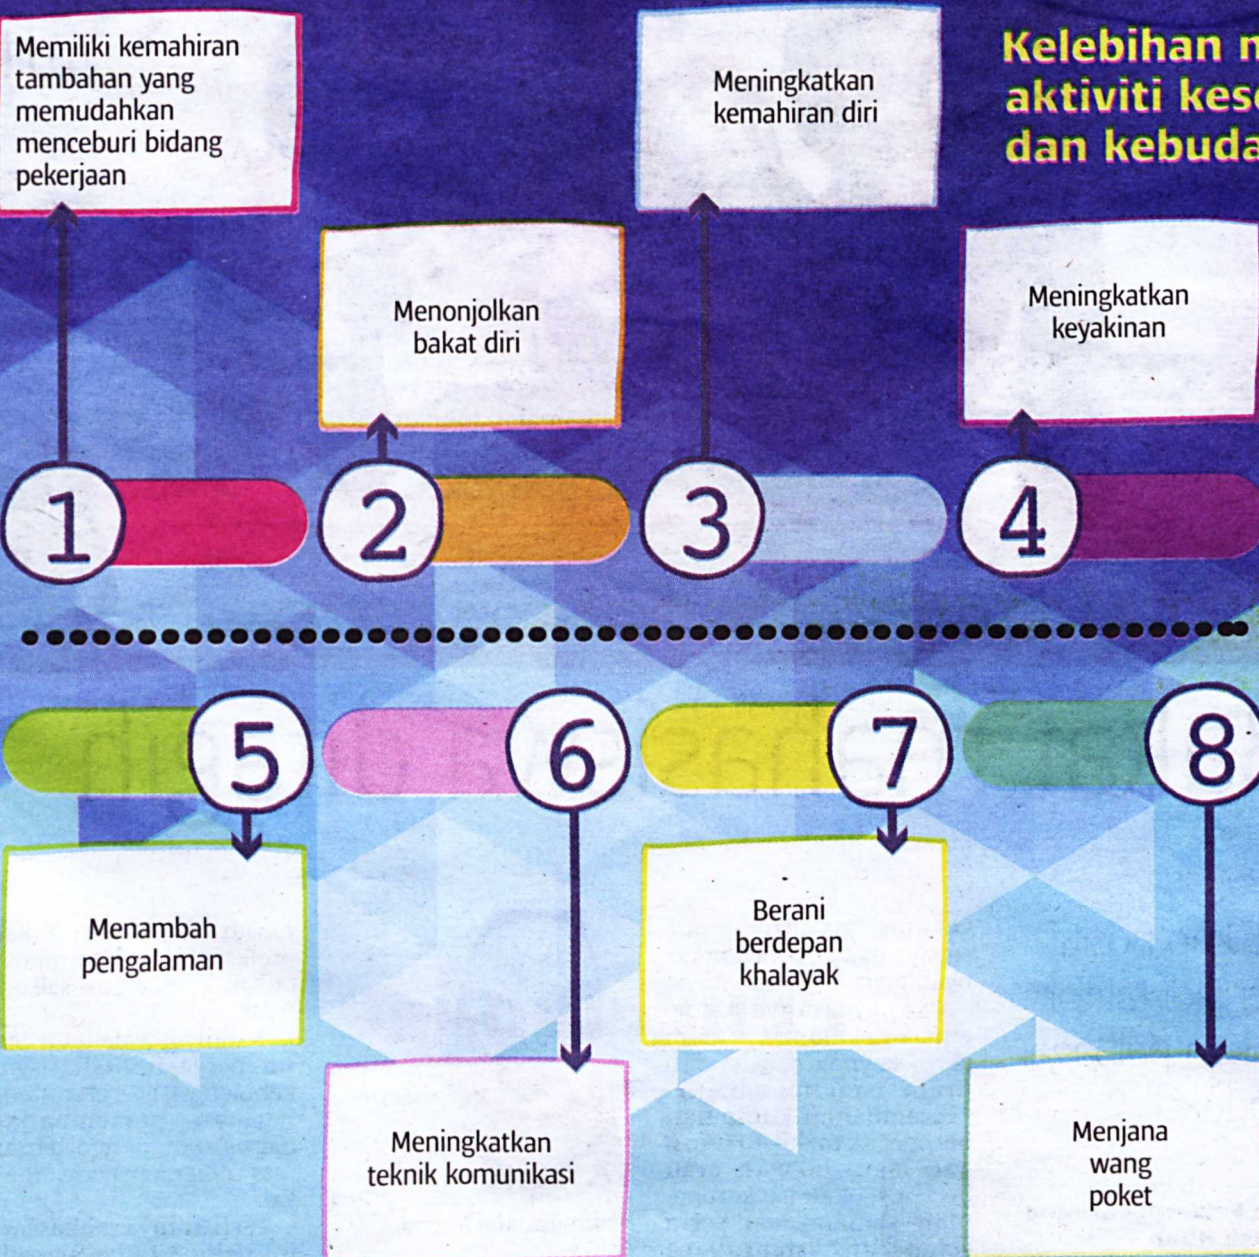 Memiliki kemahiran
tambahan yang
memudahkan
menceburi bidang
pekerjaan
Meningkatkan
kemahiran diri
Kelebihan
aktiviti
dan
Menonjolkan
bakat diri
Meningkatkan
keyakinan
1
2
3
4
5
6
7
8
Menambah
pengalaman
Berani
berdepan
khalayak
Meningkatkan
teknik komunikasi
Menjana
wang
poket